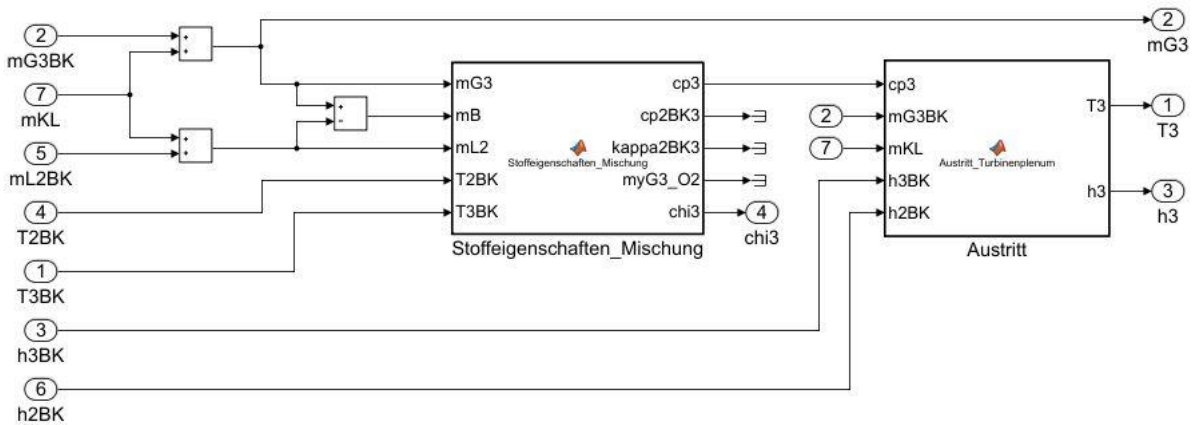 2
mG3BK
7
mKL
5
mL2BK
4
T2BK
1
T3BK
3
h3BK
6
h2BK
+
+
+
+
+
-
mG3
mB
mL2
T2BK
T3BK
cp3
cp2BK3
kappa2BK3
myG3_O2
chi3
Stoffeigenschaften_Mischung
Stoffeigenschaften_Mischung
4
chi3
2
7
cp3
mG3BK
mKL
h3BK
h2BK
T3
h3
Austritt_Turbinenplenum
Austritt
2
mG3
1
T3
3
h3